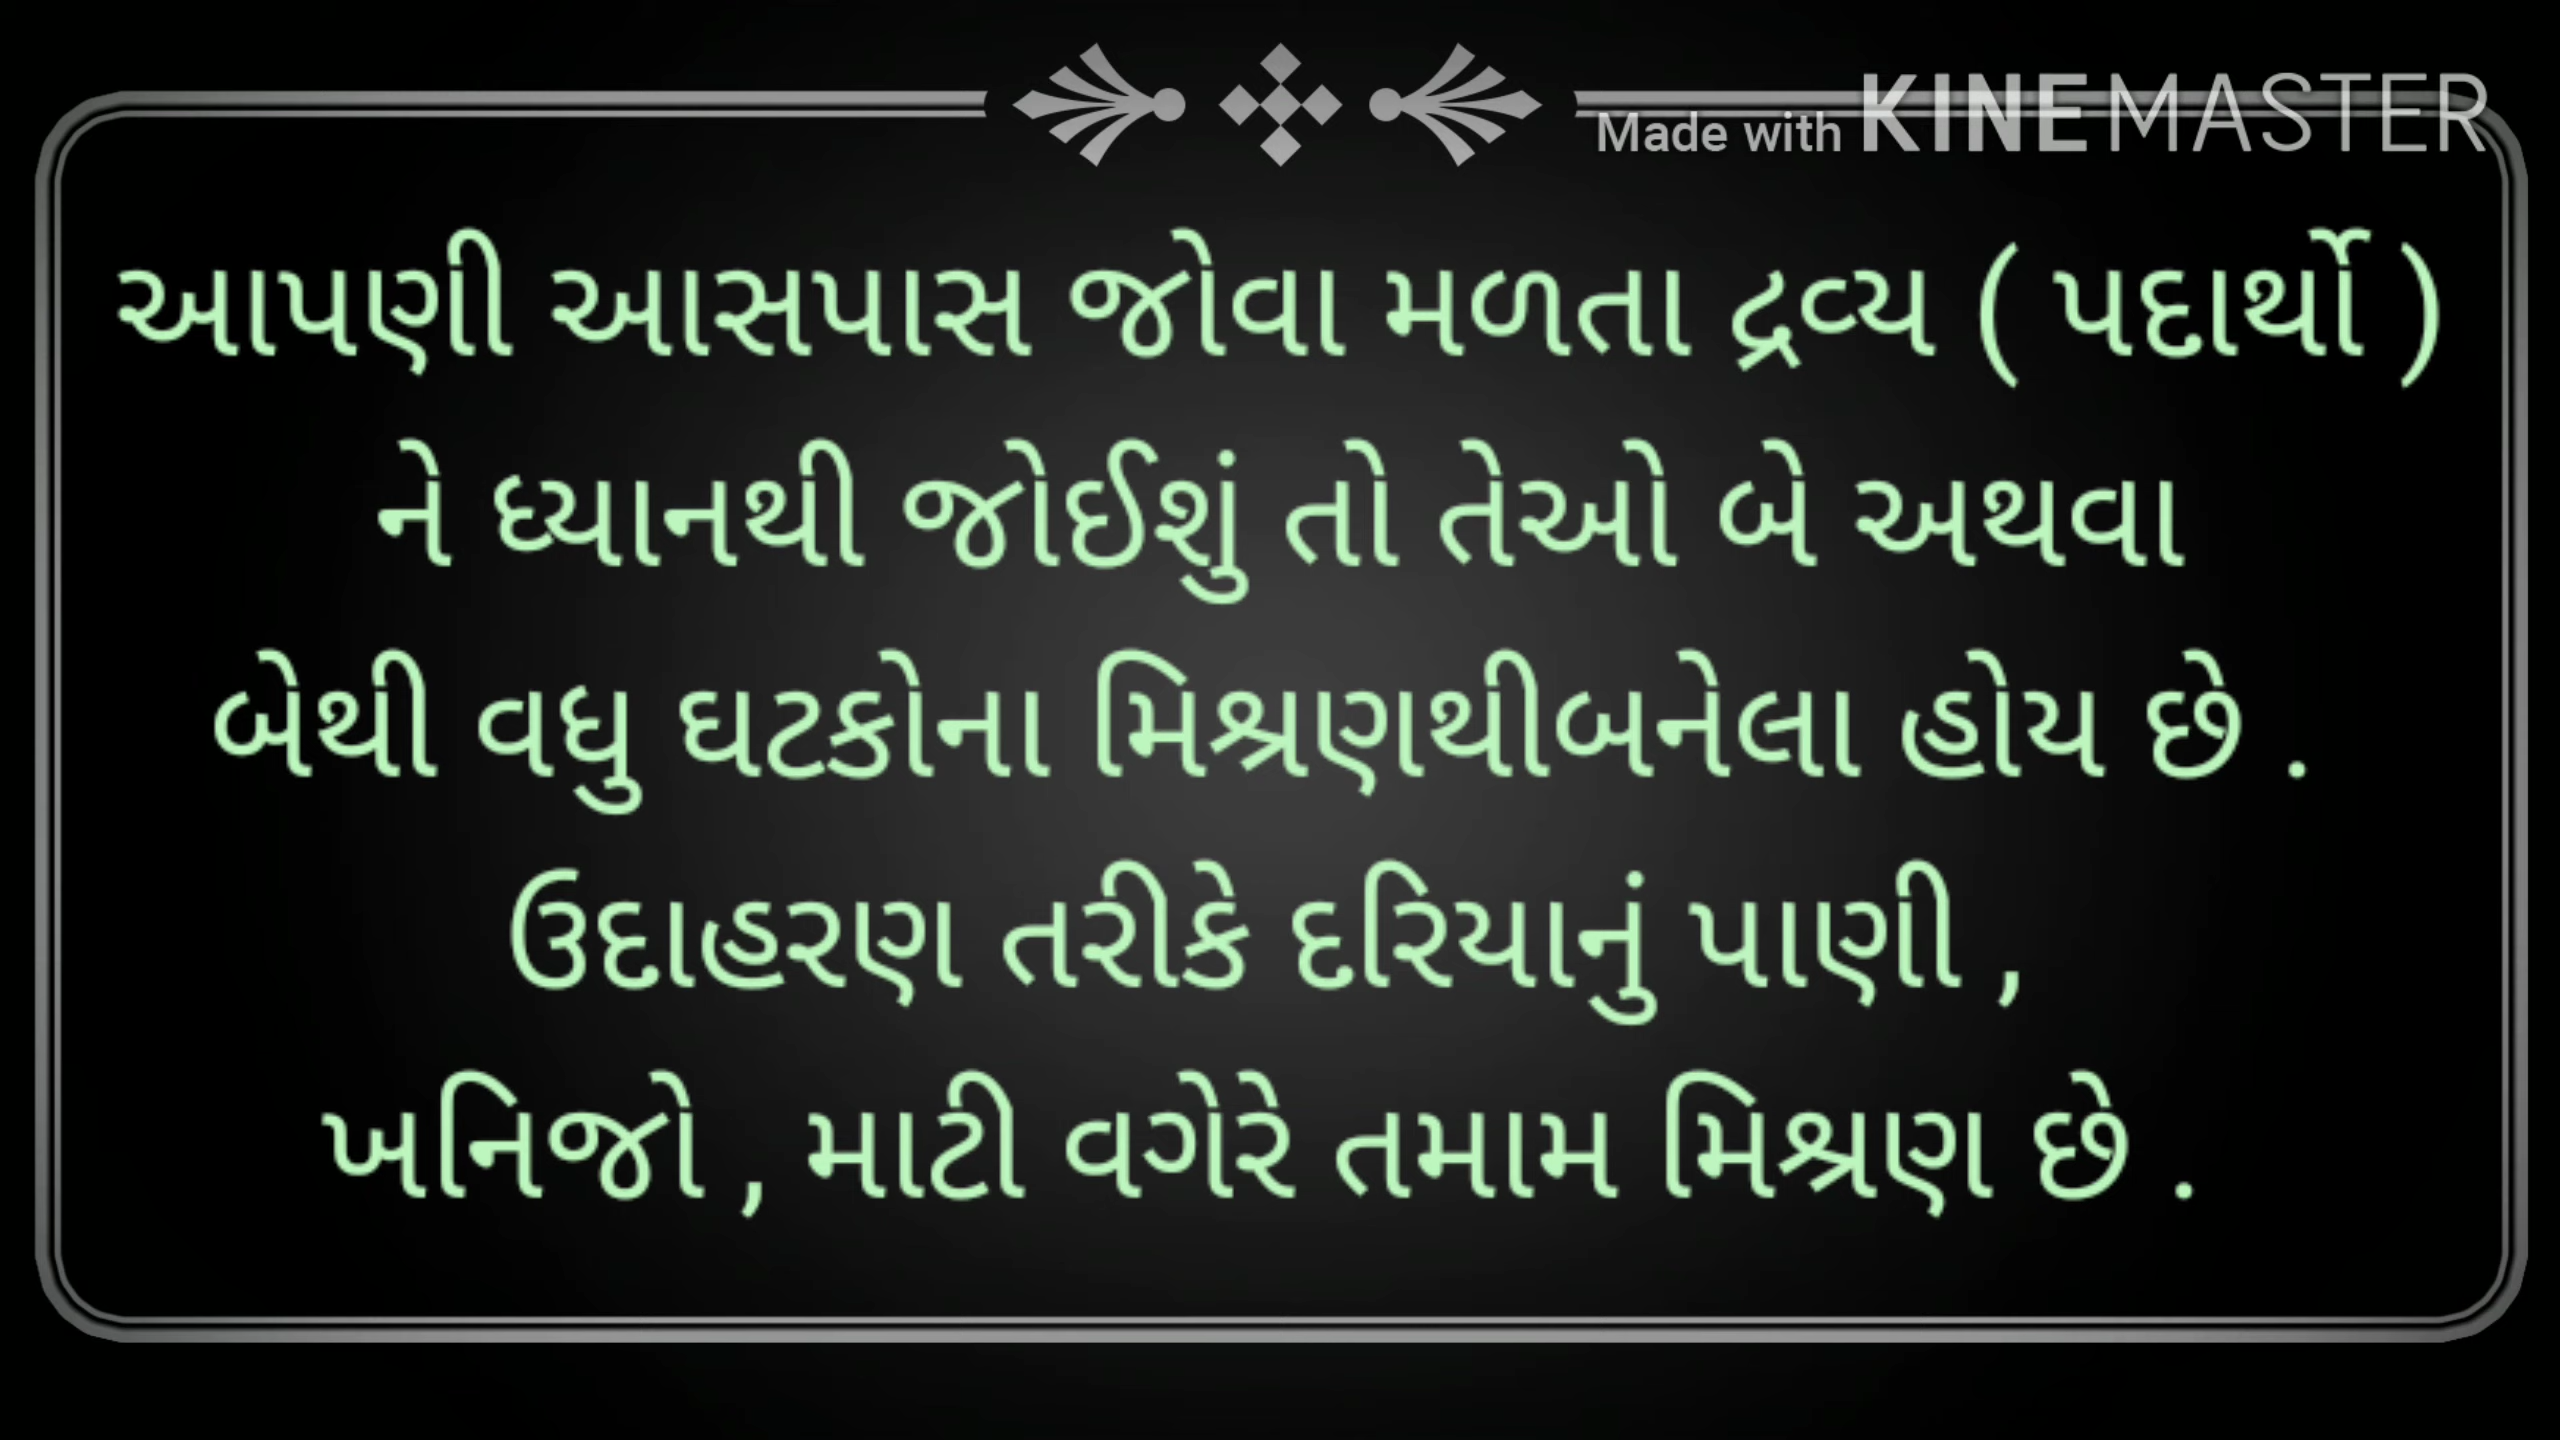 Made with KINEMASTER
આપણી આસપાસ જોવા મળતા દ્રવ્ય ( પદાર્થો )
ને ધ્યાનથી જોઈશું તો તેઓ બે અથવા
બેથી વધુ ઘટકોના મિશ્રણથીબનેલા હોય છે .
ઉદાહરણ તરીકે દરિયાનું પાણી ,
ખનિજો , માટી વગેરે તમામ મિશ્રણ છે .